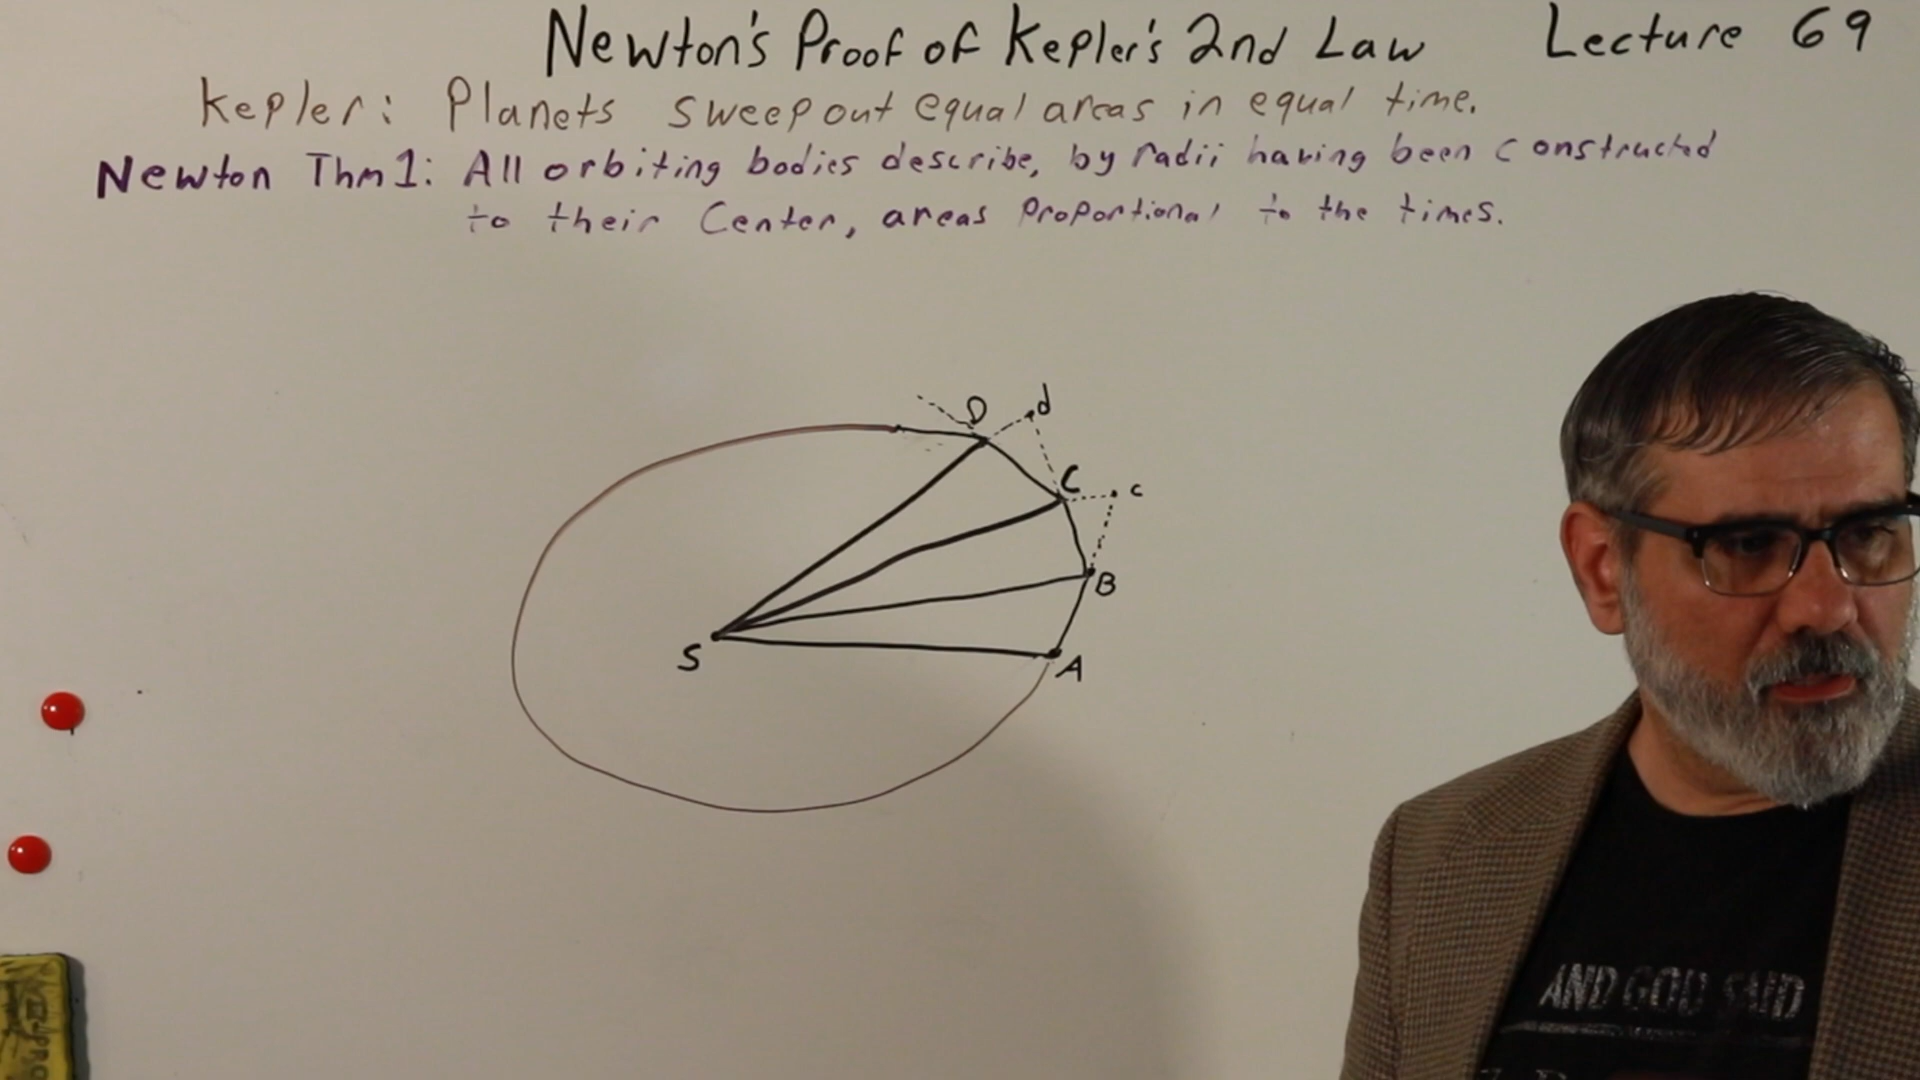 Newton's Proof of Kepler's 2nd Law Lecture 69
Kepler: Planets sweep out equal areas in equal time.
Newton Thm 1: All orbiting bodies describe, by radii having been constructed
to their Center, areas Proportional to the times.
D
d
C
c
B
S
A
AND GOD SAID